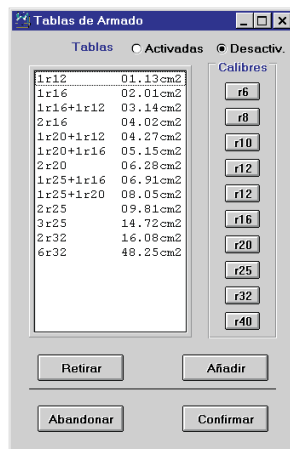 Tablas de Armado
Tablas Activadas Desactiv.
Calibres
1r12 01.13cm2
1r16 02.01cm2
1r16+1r12 03.14cm2
2r16 04.02cm2
1r20+1r12 04.27cm2
1r20+1r16 05.15cm2
2r20 06.28cm2
1r25+1r16 06.91cm2
1r25+1r20 08.05cm2
2r25 09.81cm2
3r25 14.72cm2
2r32 16.08cm2
6r32 48.25cm2
r6
r8
r10
r12
r12
r16
r20
r25
r32
r40
Retirar Añadir
Abandonar Confirmar